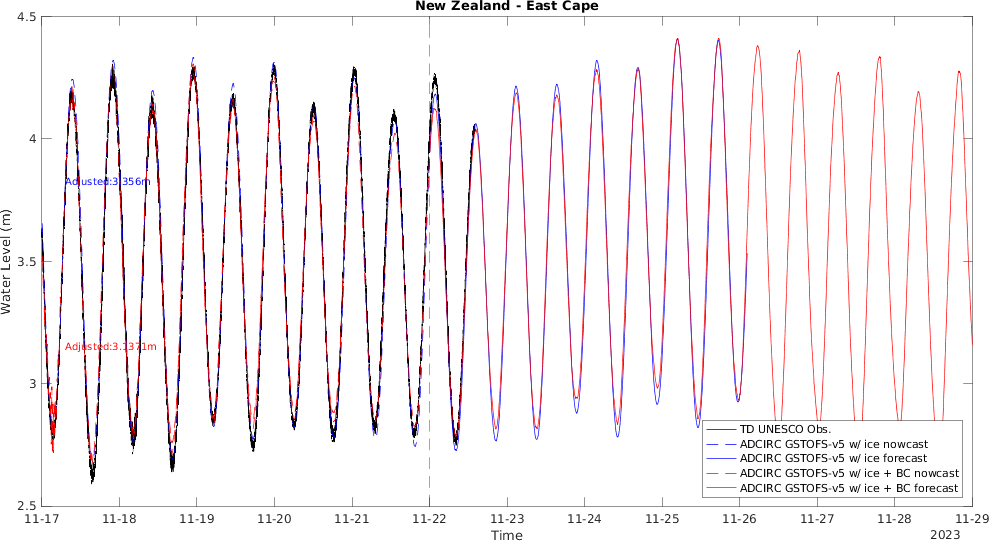 New Zealand - East Cape
4.5
4
3.5
3
2.5
Water Level (m)
Adjusted:3.356m
Adjusted:3.1371m
TD UNESCO Obs.
ADCIRC GSTOFS-v5 w/ ice nowcast
ADCIRC GSTOFS-v5 w/ ice forecast
ADCIRC GSTOFS-v5 w/ ice + BC nowcast
ADCIRC GSTOFS-v5 w/ ice + BC forecast
11-17 11-18 11-19 11-20 11-21 11-22 11-23 11-24 11-25 11-26 11-27 11-28 11-29
Time
2023